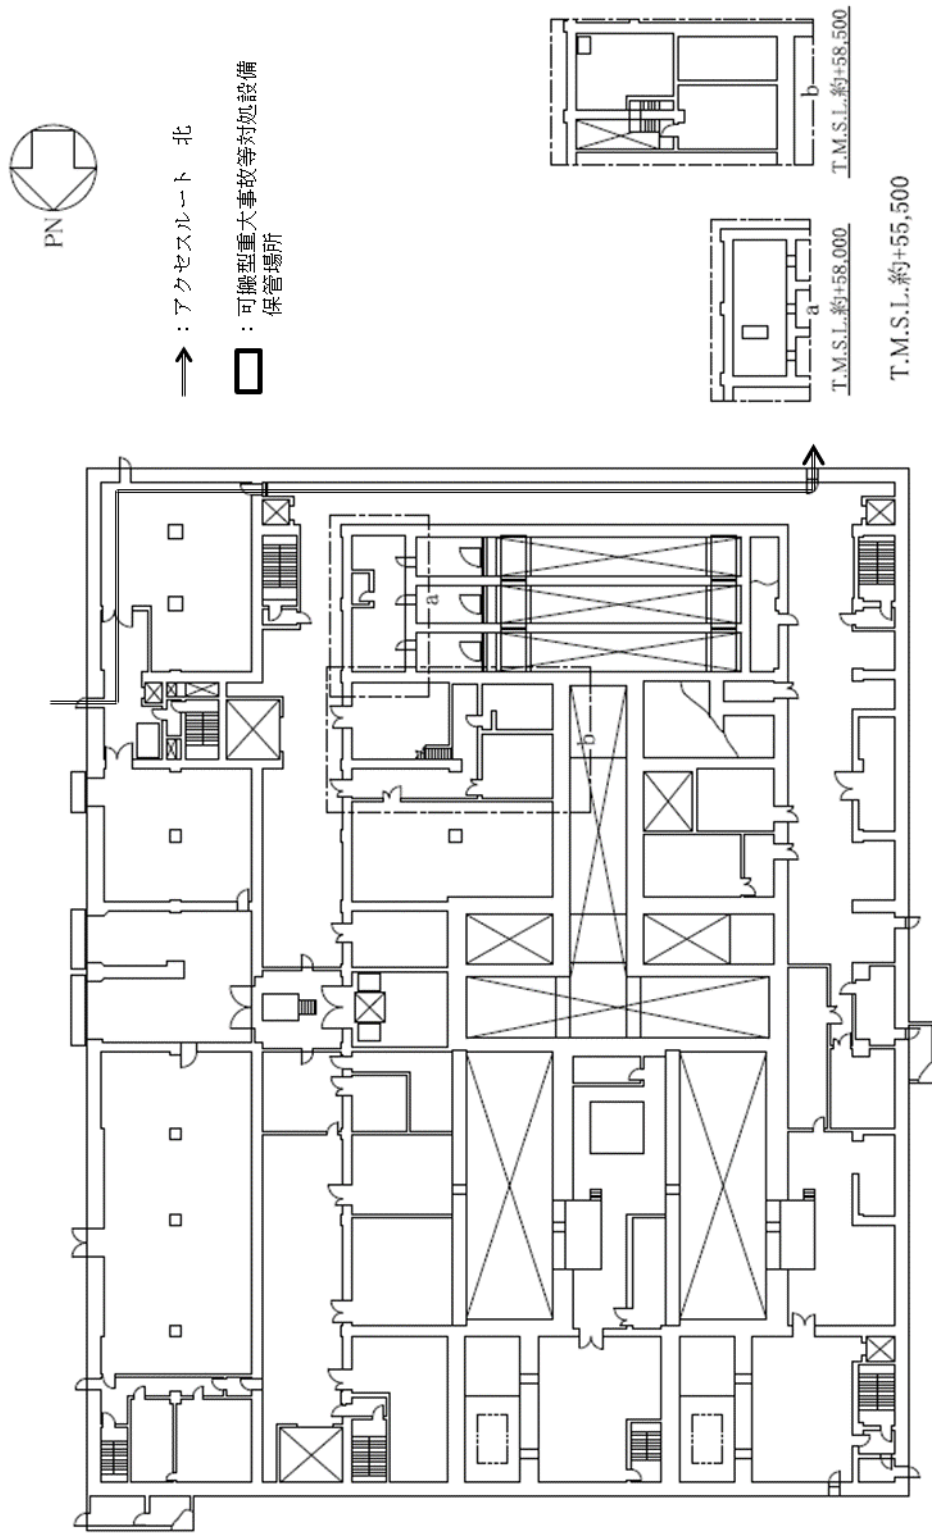 PN
：アクセスルート 北
：可搬型重大事故等対処設備
保管場所
b
T.M.S.L.約+58,500
a
T.M.S.L.約+58,000
T.M.S.L.約+55,500
a
b